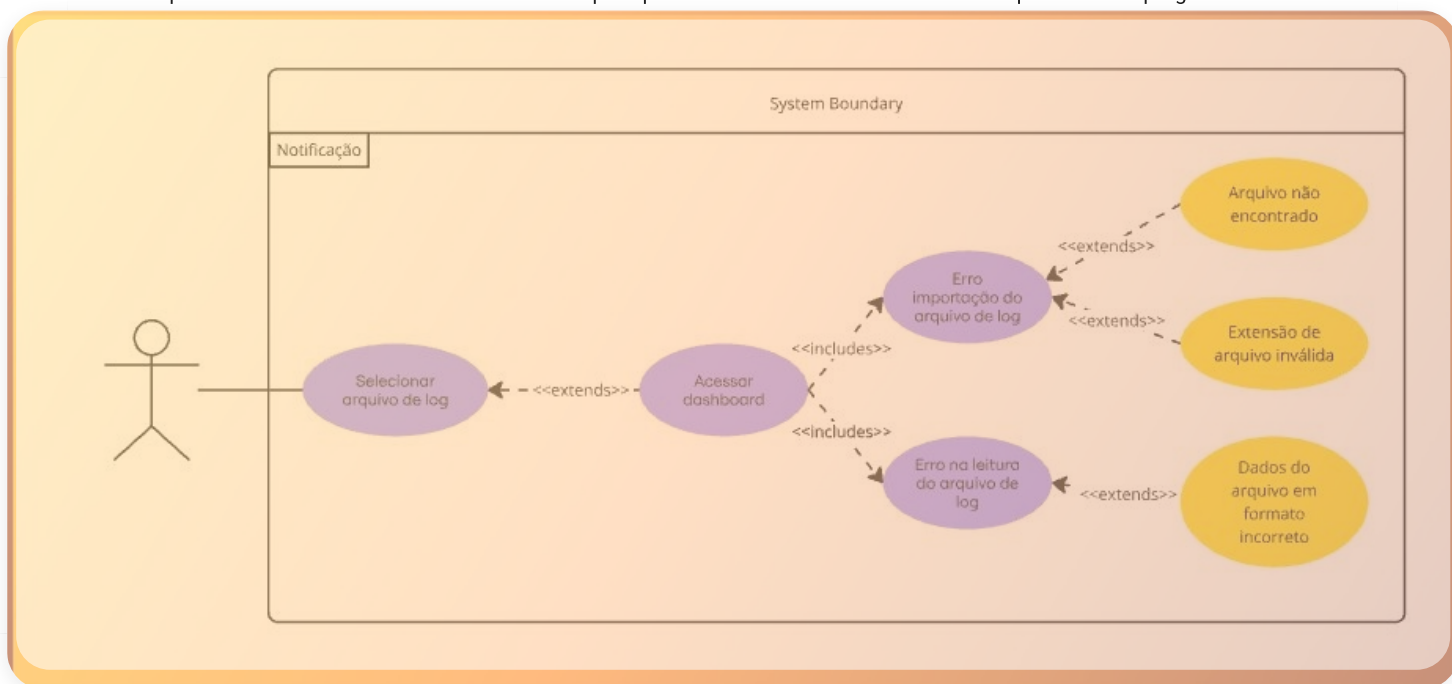 System Boundary
Notificação
Arquivo não
encontrado
<<extends>>
Erro
importação do
arquivo de log
<<extends>>
Extensão de
arquivo inválida
<<includes>>
Selecionar
arquivo de log
<<extends>>
Acessar
dashboard
<<includes>>
Erro na leitura
do arquivo de
log
<<extends>>
Dados do
arquivo em
formato
incorreto